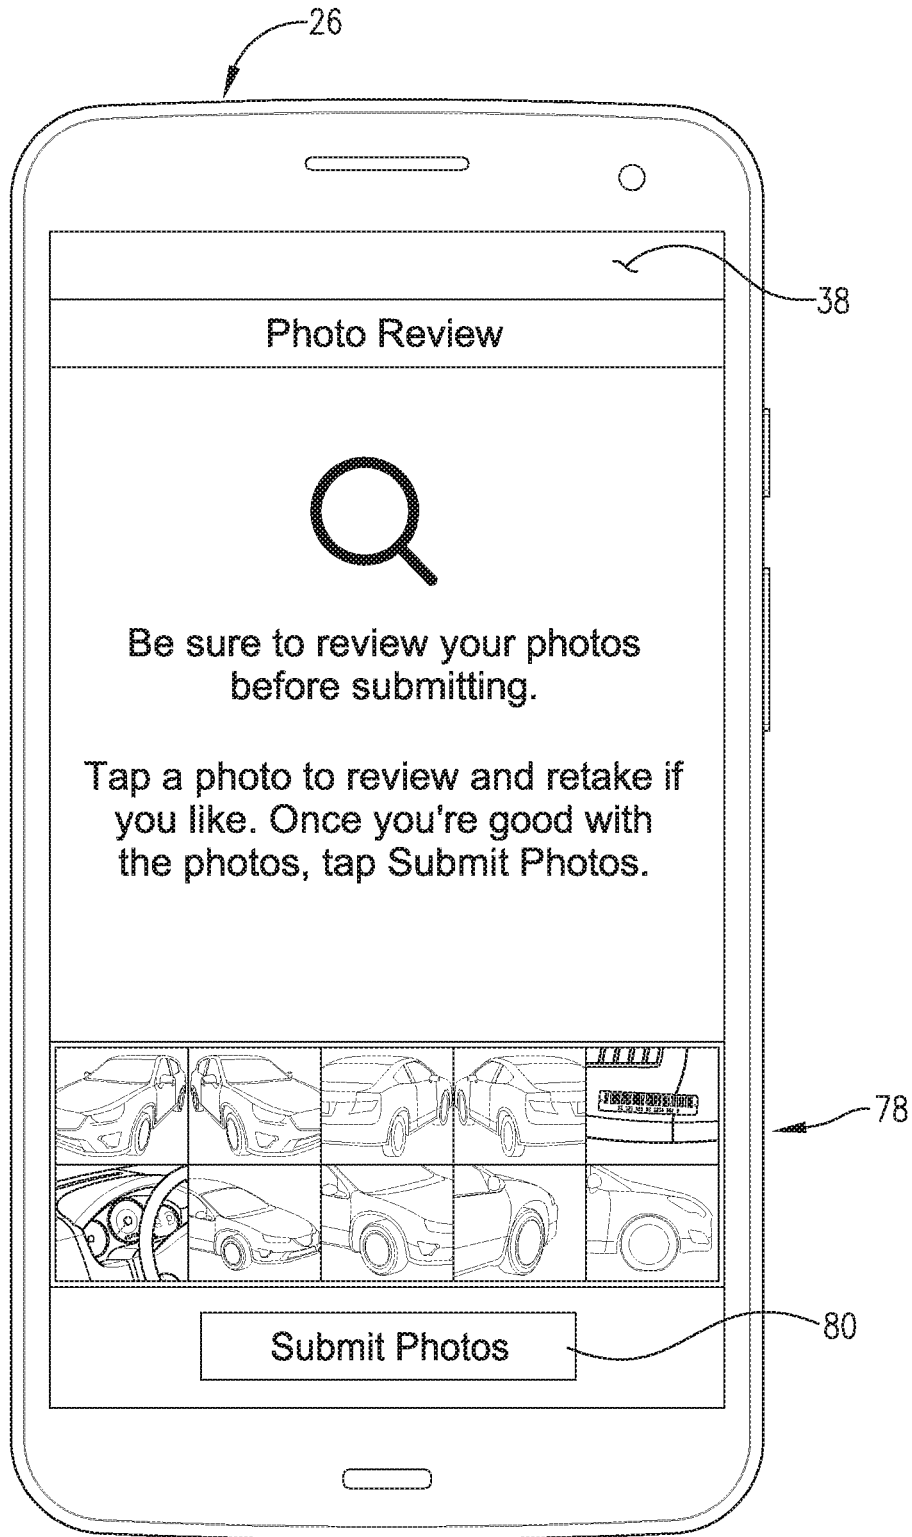 26
38
Photo Review
Be sure to review your photos
before submitting.
Tap a photo to review and retake if
you like. Once you're good with
the photos, tap Submit Photos.
78
Submit Photos
80